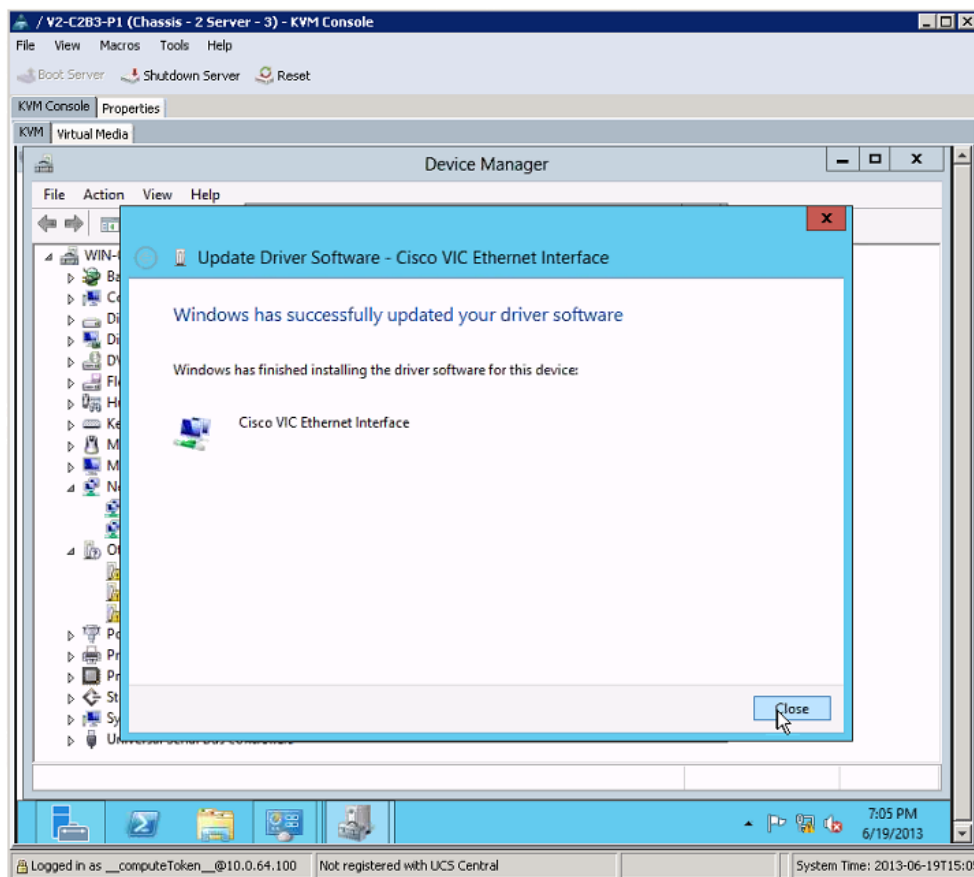 / V2-C2B3-P1 (Chassis - 2 Server - 3) - KVM Console
File View Macros Tools Help
Boot Server Shutdown Server Reset
KVM Console Properties
KVM Virtual Media
Device Manager
File Action View Help
Update Driver Software - Cisco VIC Ethernet Interface
Windows has successfully updated your driver software
Windows has finished installing the driver software for this device:
Cisco VIC Ethernet Interface
Close
7:05 PM
6/19/2013
Logged in as __computeToken__@10.0.64.100 Not registered with UCS Central System Time: 2013-06-19T15:05